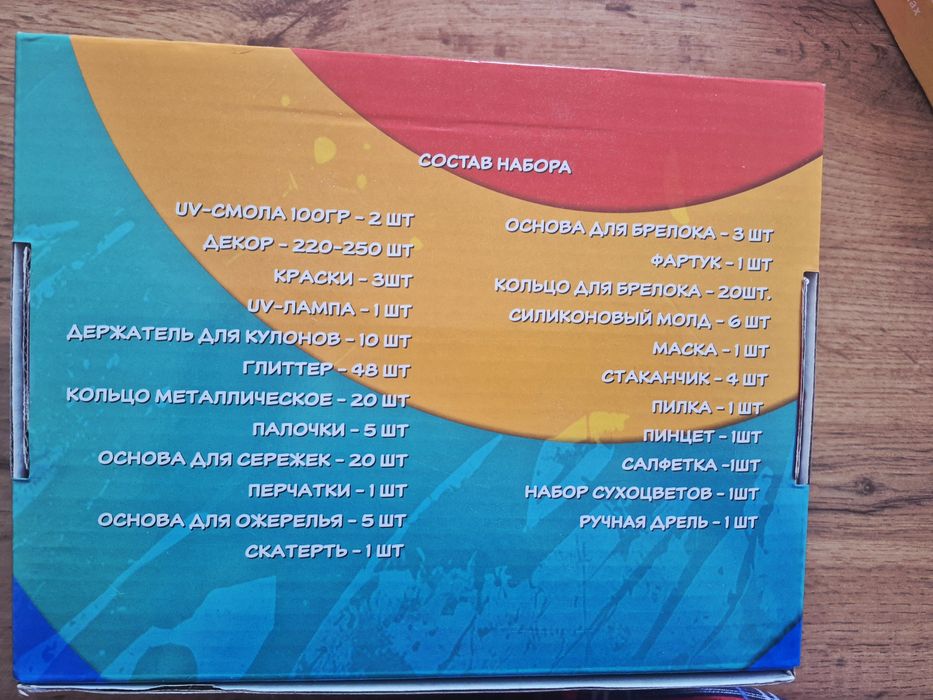 СОСТАВ НАБОРА
UV-СМОЛА 100ГР - 2 ШТ
ДЕКОР - 220-250 ШТ
КРАСКИ - 3ШТ
UV-ЛАМПА - 1 ШТ
ДЕРЖАТЕЛЬ ДЛЯ КУЛОНОВ - 10 ШТ
ГЛИТТЕР - 48 ШТ
КОЛЬЦО МЕТАЛЛИЧЕСКОЕ - 20 ШТ
ПАЛОЧКИ - 5 ШТ
ОСНОВА ДЛЯ СЕРЕЖЕК - 20 ШТ
ПЕРЧАТКИ - 1 ШТ
ОСНОВА ДЛЯ ОЖЕРЕЛЬЯ - 5 ШТ
СКАТЕРТЬ - 1 ШТ
ОСНОВА ДЛЯ БРЕЛОКА - 3 ШТ
ФАРТУК - 1 ШТ
КОЛЬЦО ДЛЯ БРЕЛОКА - 20ШТ.
СИЛИКОНОВЫЙ МОЛД - 6 ШТ
МАСКА - 1 ШТ
СТАКАНЧИК - 4 ШТ
ПИЛКА - 1 ШТ
ПИНЦЕТ - 1ШТ
САЛФЕТКА -1ШТ
НАБОР СУХОЦВЕТОВ - 1ШТ
РУЧНАЯ ДРЕЛЬ - 1 ШТ